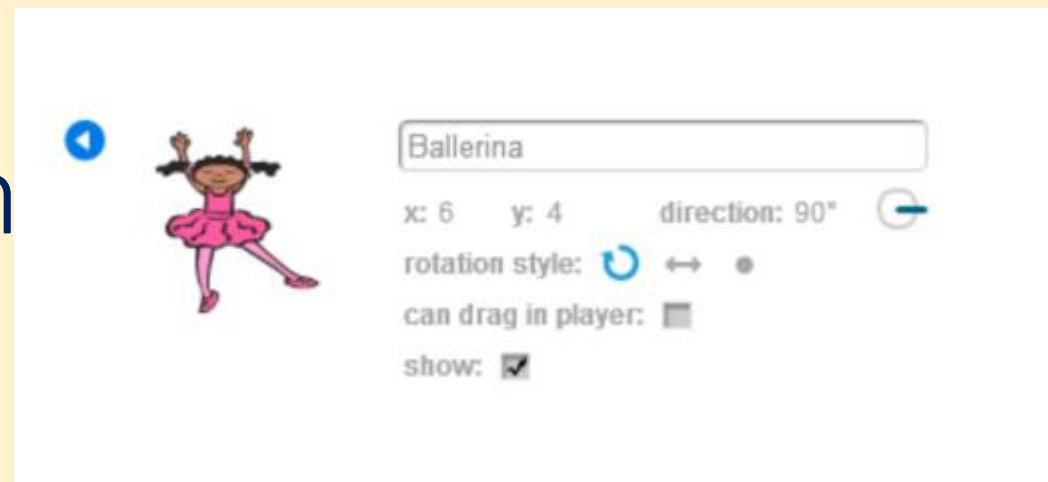 n
Ballerina
x: 6 y: 4 direction: 90°
rotation style:
can drag in player:
show: